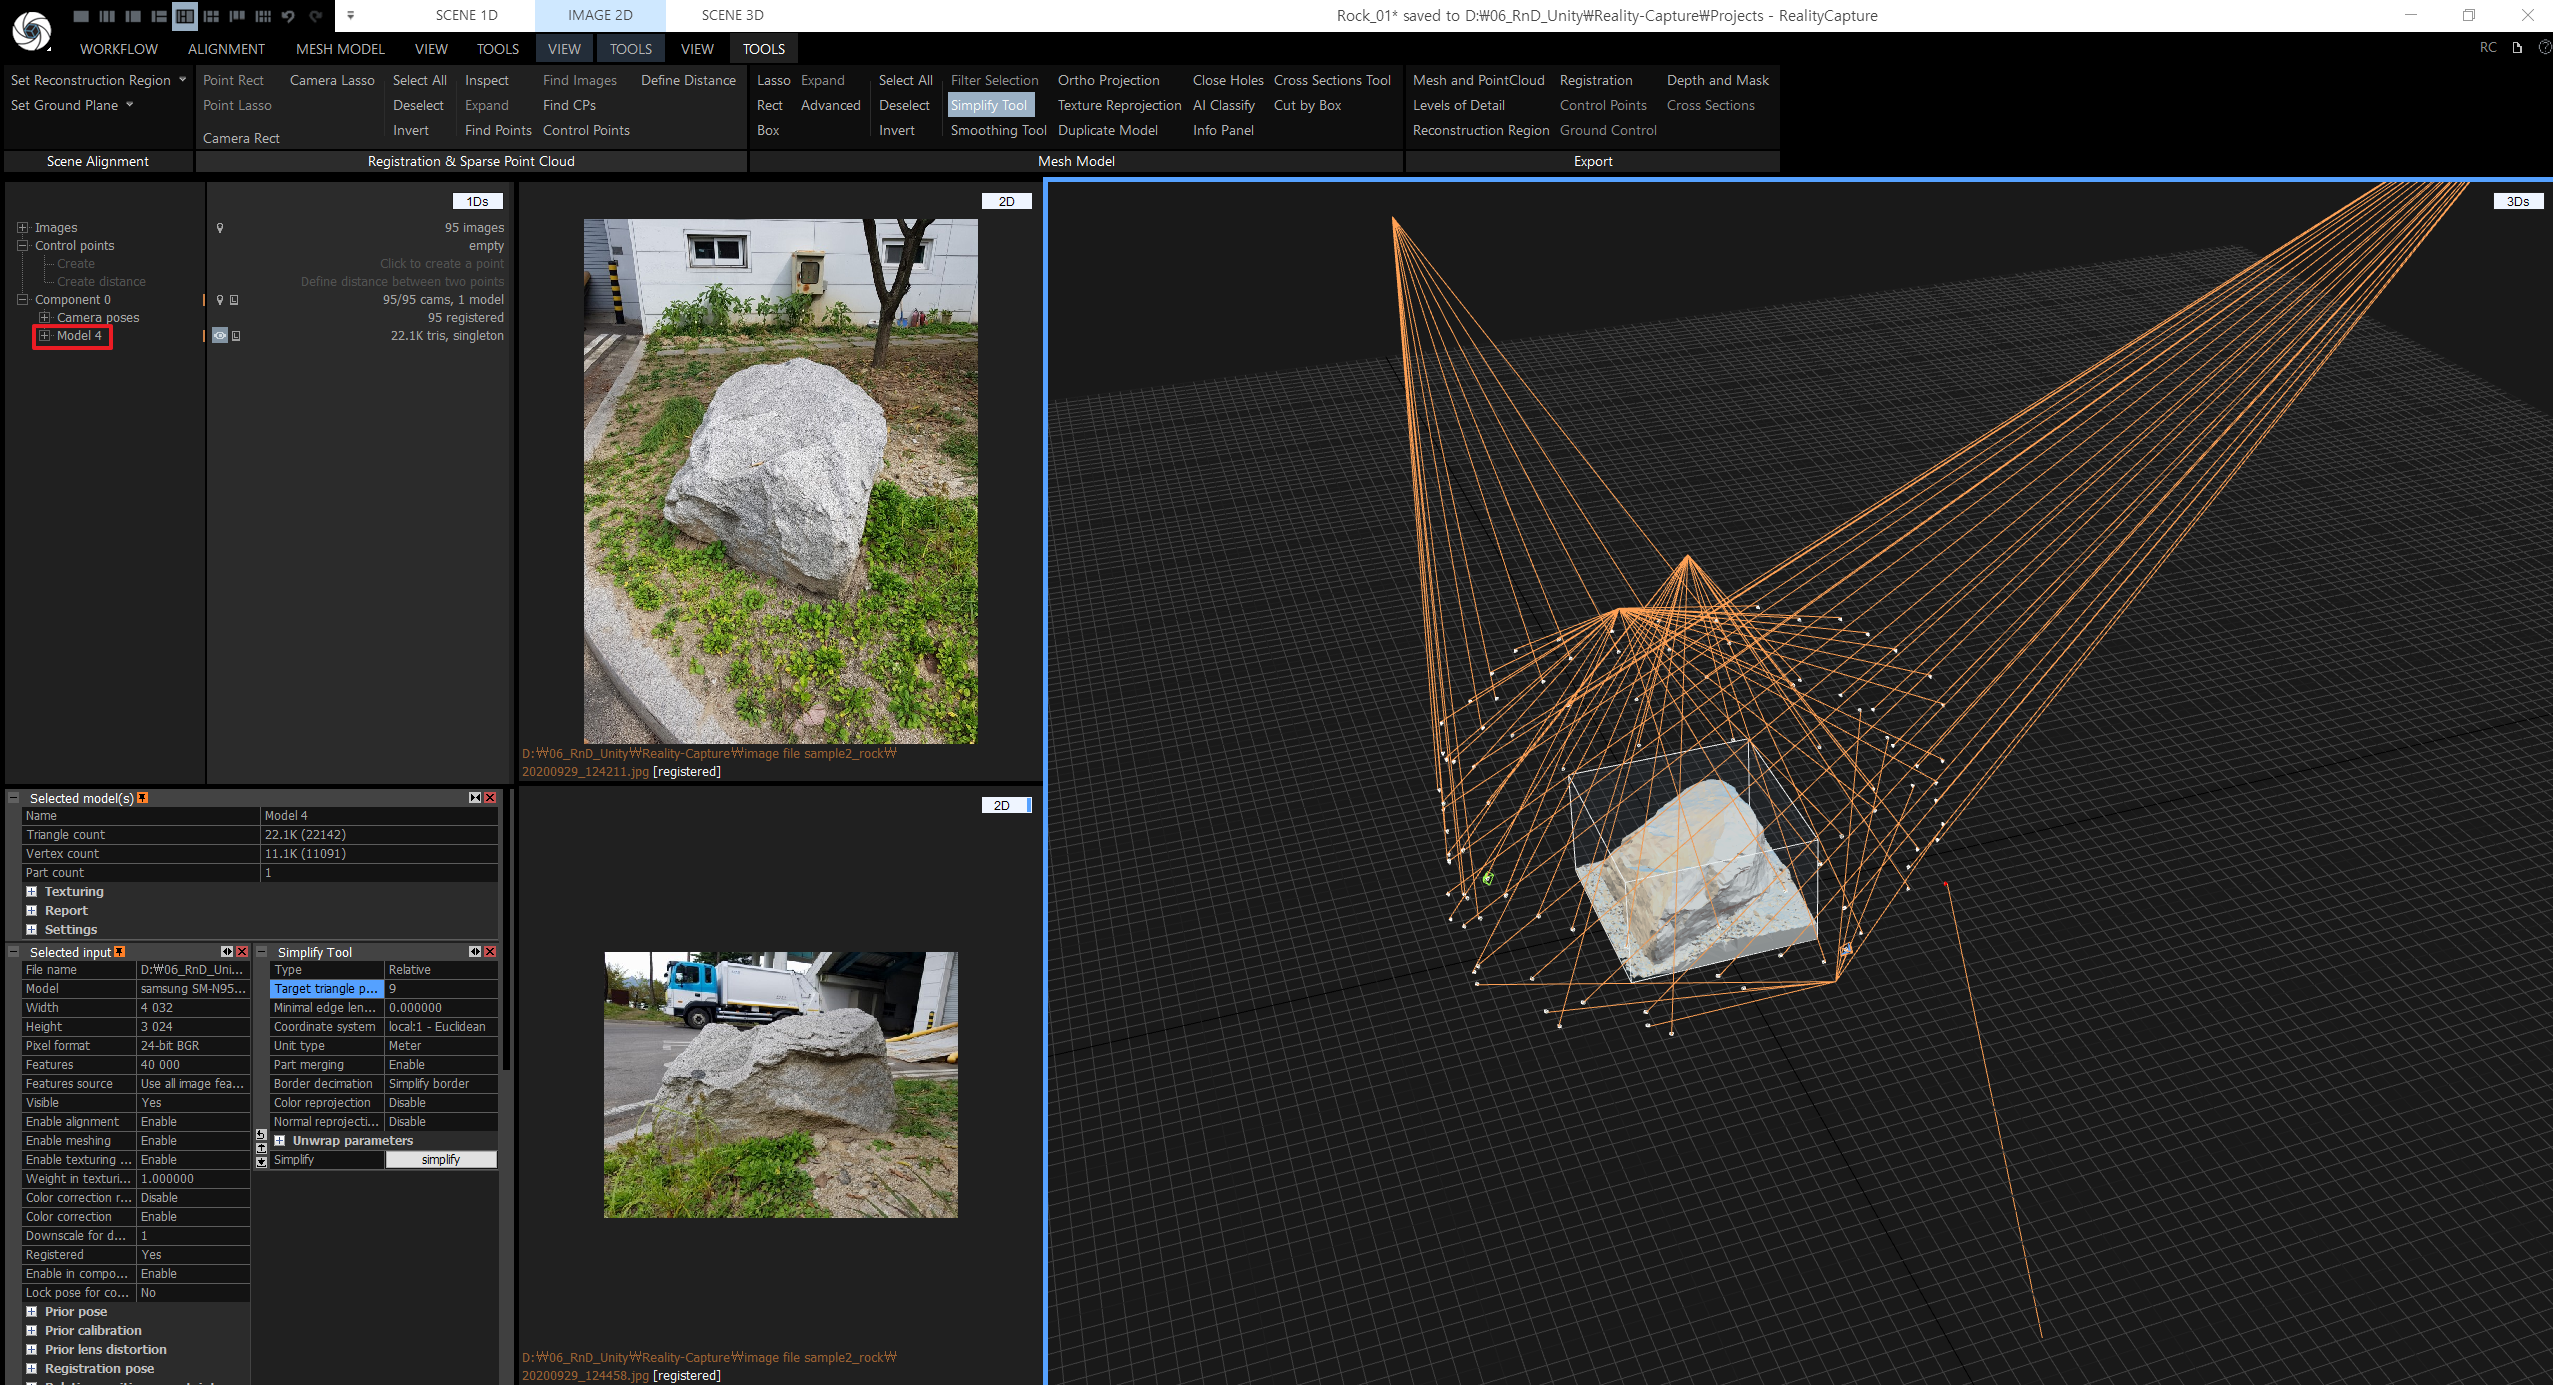 SCENE 1D IMAGE 2D SCENE 3D Rock_01* saved to D:₩06_RnD_Unity₩Reality-Capture₩Projects - RealityCapture
WORKFLOW ALIGNMENT MESH MODEL VIEW TOOLS VIEW TOOLS VIEW TOOLS RC
Set Reconstruction Region Point Rect Camera Lasso Select All Inspect Find Images Define Distance Lasso Expand Select All Filter Selection Ortho Projection Close Holes Cross Sections Tool Mesh and PointCloud Registration Depth and Mask
Set Ground Plane Point Lasso Deselect Expand Find CPs Rect Advanced Deselect Simplify Tool Texture Reprojection AI Classify Cut by Box Levels of Detail Control Points Cross Sections
Camera Rect Invert Find Points Control Points Box Invert Smoothing Tool Duplicate Model Info Panel Reconstruction Region Ground Control
Scene Alignment Registration & Sparse Point Cloud Mesh Model Export
1Ds
Images 95 images
Control points empty
Create Click to create a point
Create distance Define distance between two points
Component 0 95/95 cams, 1 model
Camera poses 95 registered
Model 4 22.1K tris, singleton
2D
D:₩06_RnD_Unity₩Reality-Capture₩image file sample2_rock₩
20200929_124211.jpg [registered]
3Ds
Selected model(s)
Name Model 4
Triangle count 22.1K (22142)
Vertex count 11.1K (11091)
Part count 1
Texturing
Report
Settings
Selected input
File name D:₩06_RnD_Uni...
Model samsung SM-N95...
Width 4 032
Height 3 024
Pixel format 24-bit BGR
Features 40 000
Features source Use all image fea...
Visible Yes
Enable alignment Enable
Enable meshing Enable
Enable texturing ... Enable
Weight in texturi... 1.000000
Color correction r... Disable
Color correction Enable
Downscale for d... 1
Registered Yes
Enable in compo... Enable
Lock pose for co... No
Prior pose
Prior calibration
Prior lens distortion
Registration pose
Simplify Tool
Type Relative
Target triangle p... 9
Minimal edge len... 0.000000
Coordinate system local:1 - Euclidean
Unit type Meter
Part merging Enable
Border decimation Simplify border
Color reprojection Disable
Normal reprojecti... Disable
Unwrap parameters
Simplify simplify
2D
D:₩06_RnD_Unity₩Reality-Capture₩image file sample2_rock₩
20200929_124458.jpg [registered]